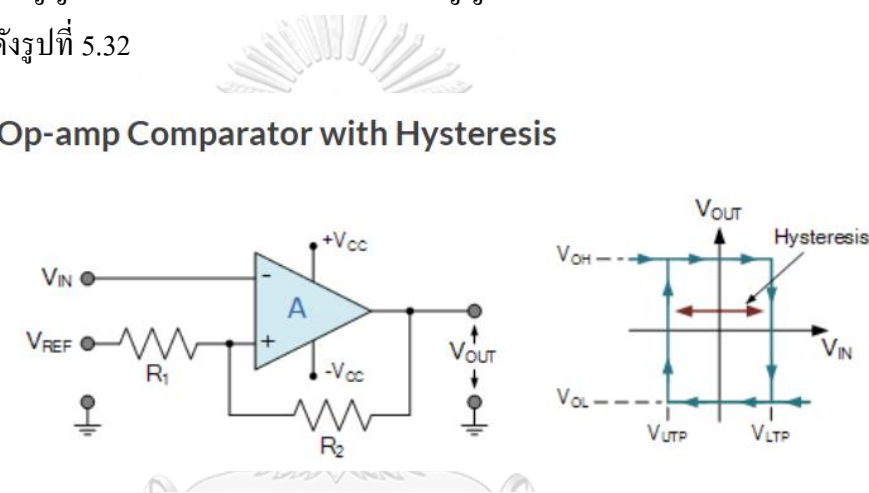 ดังรูปที่ 5.32
Op-amp Comparator with Hysteresis
+VCC
VIN
-
A
VREF
+
R1
-VCC
VOUT
R2
VOUT
Hysteresis
VOH
VIN
VOL
VUTP
VLTP